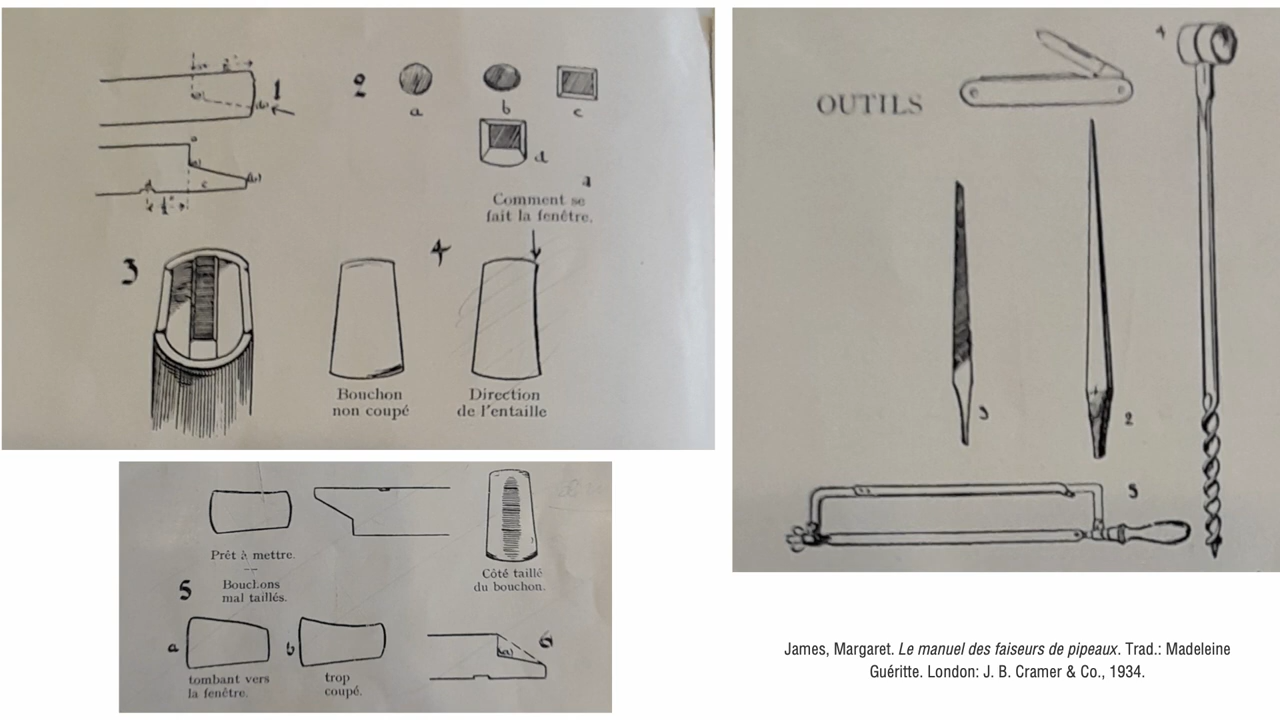 1
2
a
b
c
d
Comment se
fait la fenêtre.
3
4
Bouchon
non coupé
Direction
de l'entaille
OUTILS
4
3
2
5
Prêt à mettre.
Côté taillé
du bouchon.
5
Bouchons
mal taillés.
a
b
6
(a)
tombant vers
la fenêtre.
trop
coupé.
James, Margaret. Le manuel des faiseurs de pipeaux. Trad.: Madeleine
Guéritte. London: J. B. Cramer & Co., 1934.